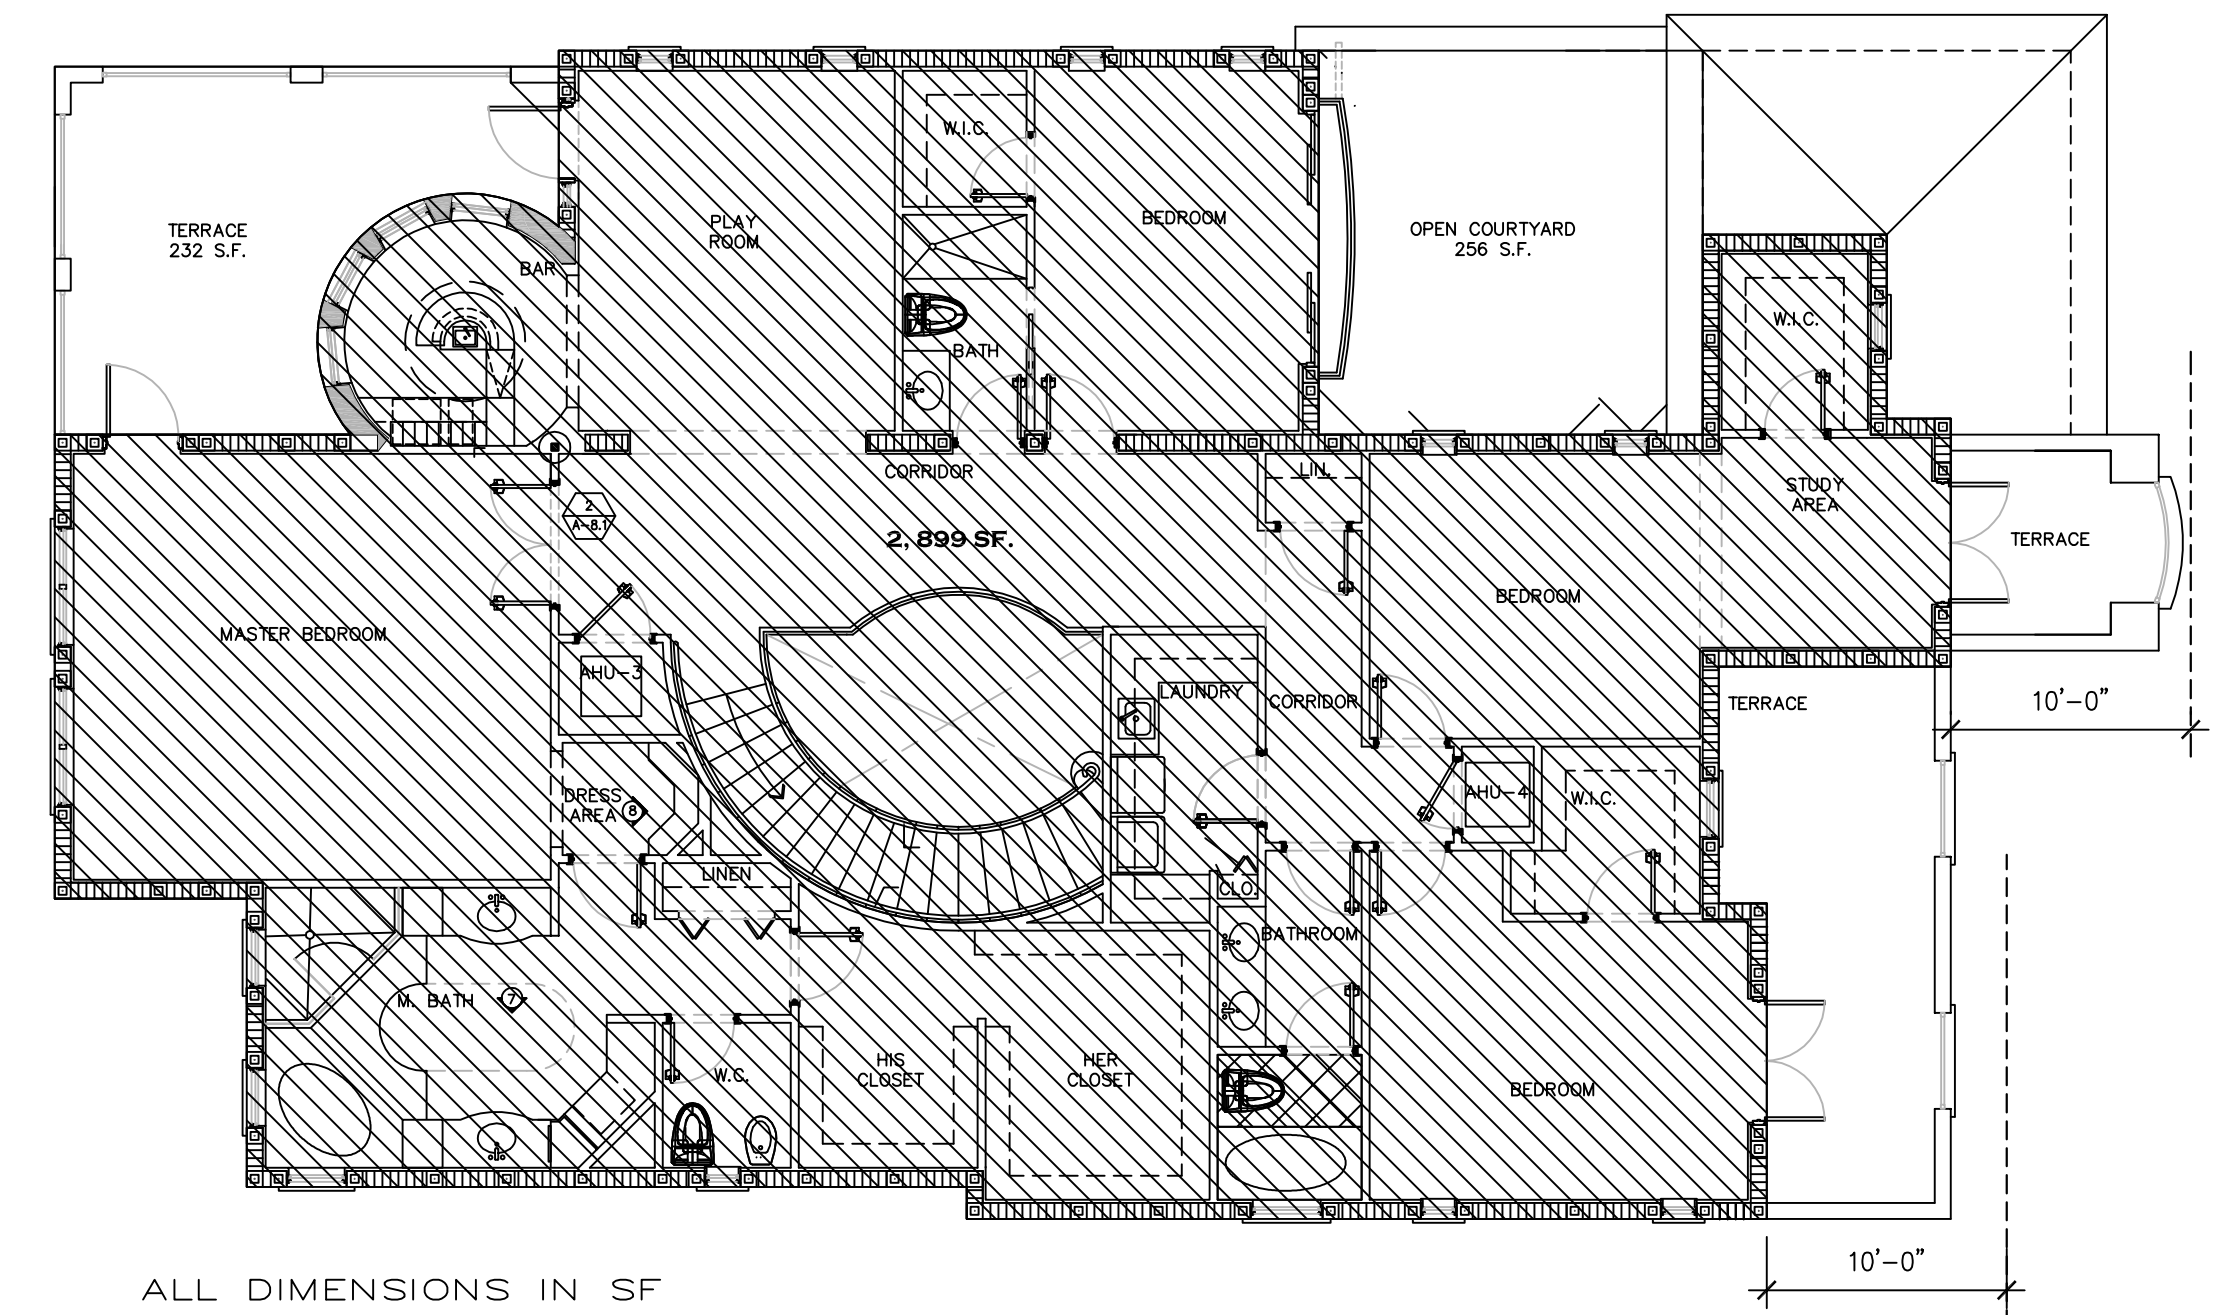 W.I.C.
PLAY
ROOM
BEDROOM
TERRACE
232 S.F.
OPEN COURTYARD
256 S.F.
BAR
W.I.C.
BATH
CORRIDOR
LIN.
STUDY
AREA
2
A-8.1
2, 899 SF.
TERRACE
BEDROOM
MASTER BEDROOM
AHU-3
LAUNDRY
CORRIDOR
TERRACE
10'-0"
DRESS
AREA
8
AHU-4
W.I.C.
LINEN
CLO.
BATHROOM
M. BATH
7
HIS
CLOSET
HER
CLOSET
W.C.
BEDROOM
10'-0"
ALL DIMENSIONS IN SF